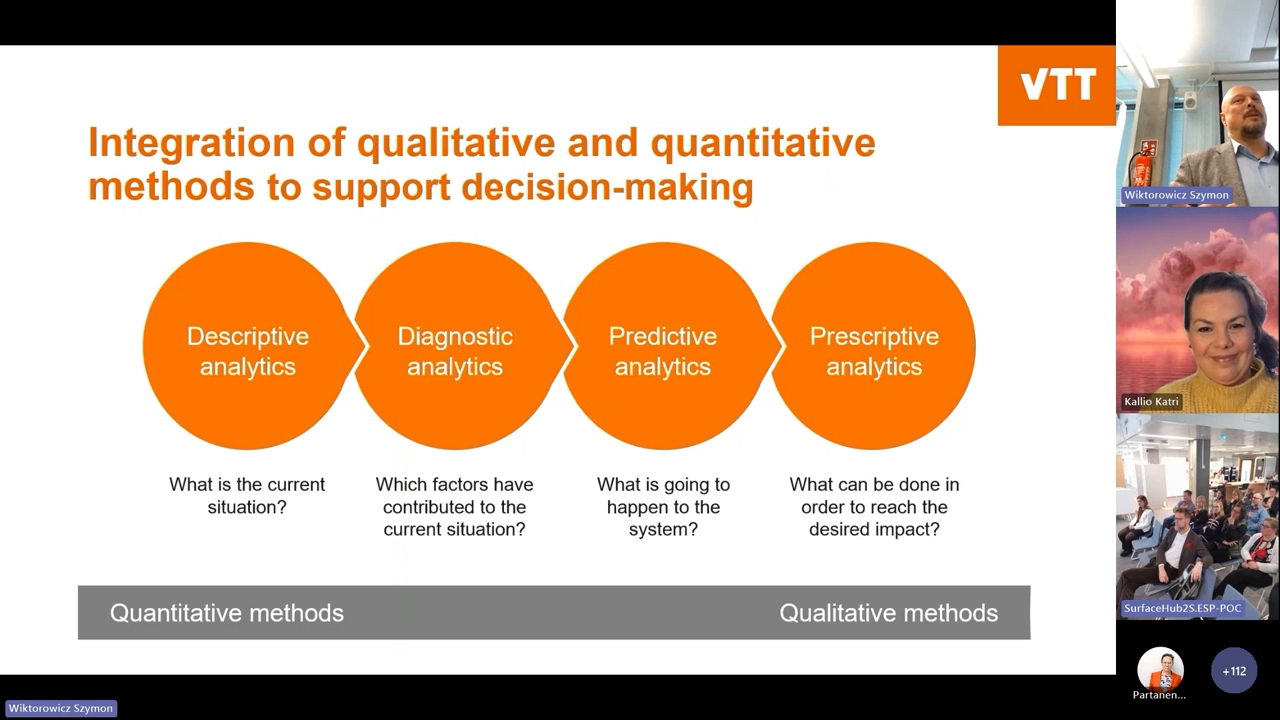 VTT
Integration of qualitative and quantitative
methods to support decision-making
Descriptive
analytics
Diagnostic
analytics
Predictive
analytics
Prescriptive
analytics
What is the current
situation?
Which factors have
contributed to the
current situation?
What is going to
happen to the
system?
What can be done in
order to reach the
desired impact?
Quantitative methods
Qualitative methods
Wiktorowicz Szymon
Kallio Katri
SurfaceHub2S.ESP-POC
Partanen...
+112
Wiktorowicz Szymon